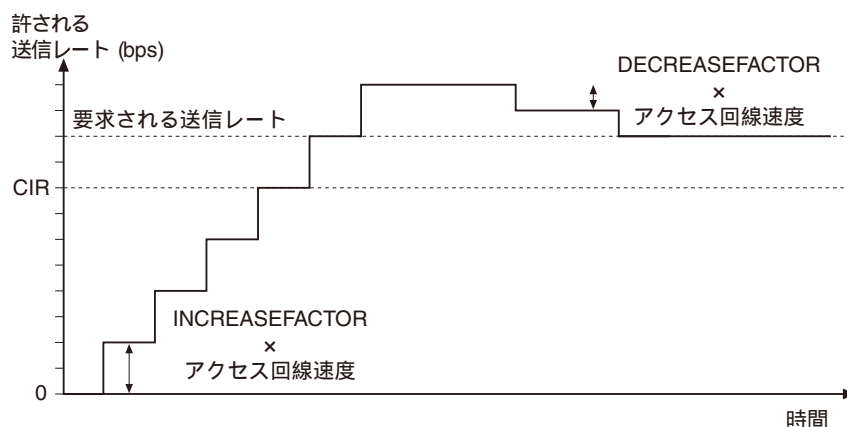 許される
送信レート (bps)
DECREASEFACTOR
×
アクセス回線速度
要求される送信レート
CIR
INCREASEFACTOR
×
アクセス回線速度
0
時間